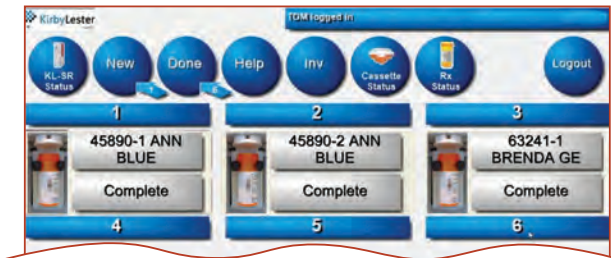 KirbyLester
TDM logged in
KL-SR
Status
New
1
Done
6
Help
Inv
Cassette
Status
Rx
Status
Logout
1
2
3
45890-1 ANN
BLUE
Complete
45890-2 ANN
BLUE
Complete
63241-1
BRENDA GE
Complete
4
5
6